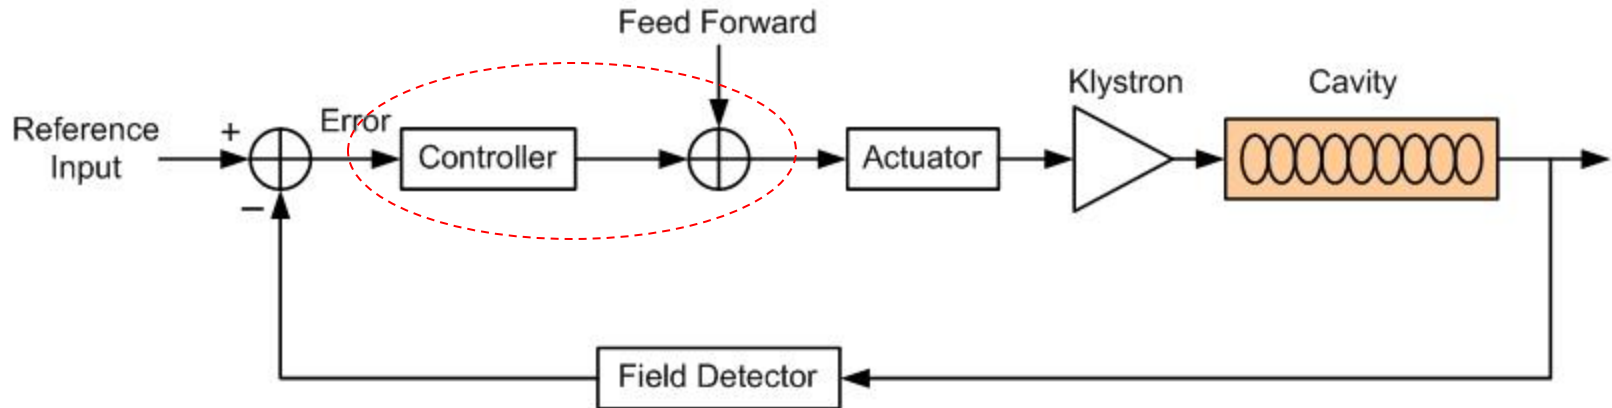 Feed Forward
Klystron
Cavity
Reference
Input
+
Error
Controller
Actuator
−
Field Detector